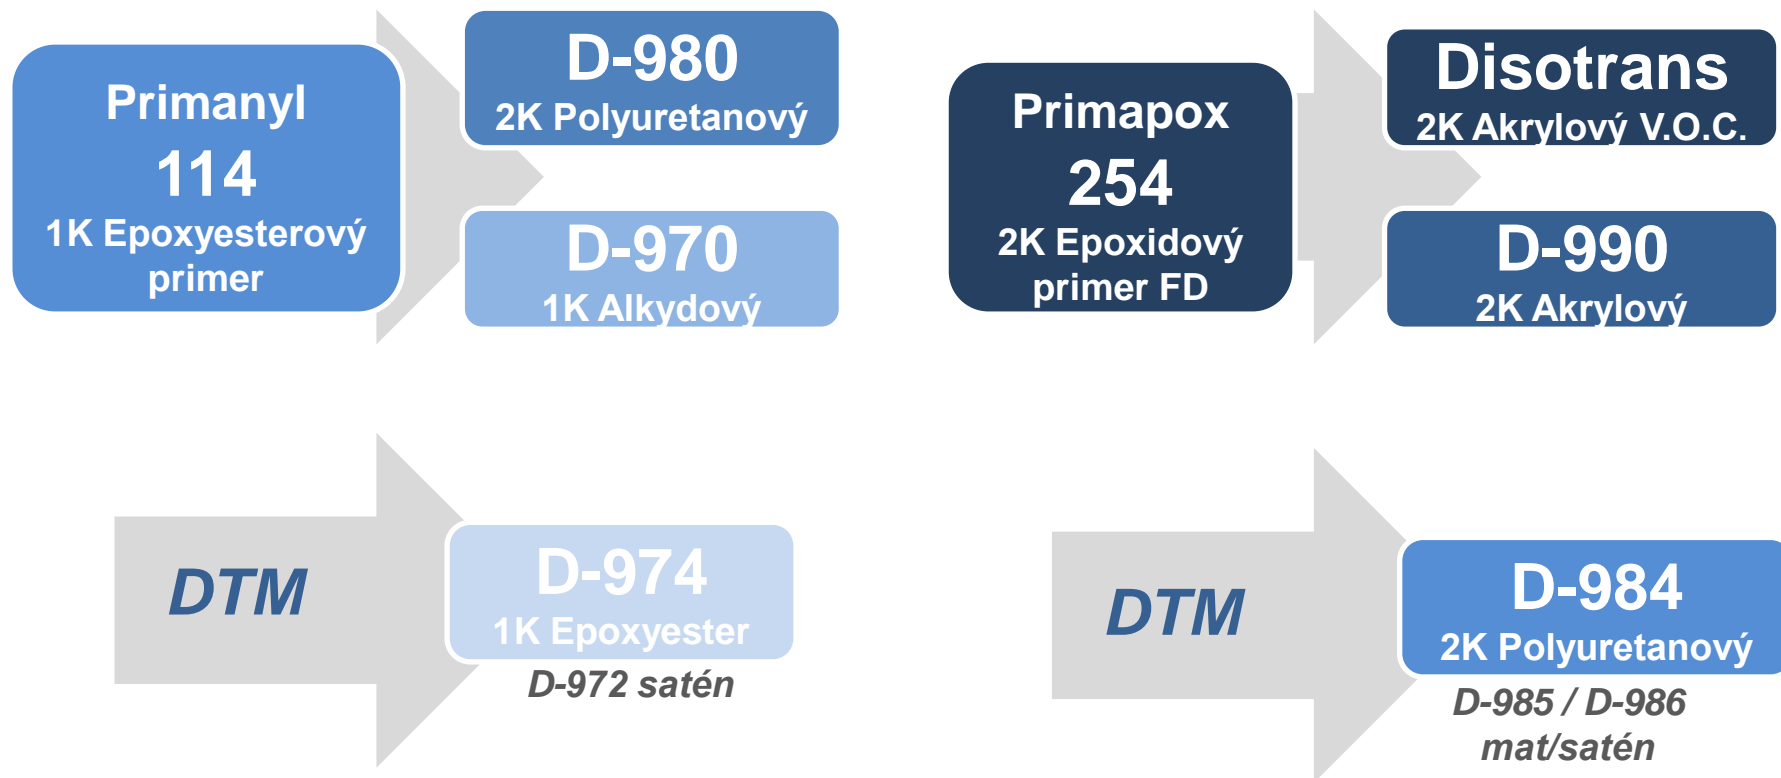 Primanyl
114
1K Epoxyesterový
primer
D-980
2K Polyuretanový
D-970
1K Alkydový
Primapox
254
2K Epoxidový
primer FD
Disotrans
2K Akrylový V.O.C.
D-990
2K Akrylový
DTM
D-974
1K Epoxyester
D-972 satén
DTM
D-984
2K Polyuretanový
D-985 / D-986
mat/satén